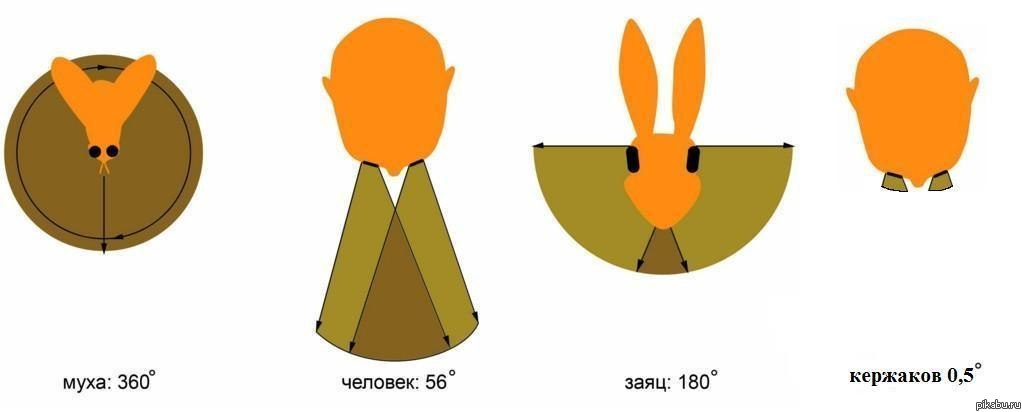 муха: 360°
человек: 56°
заяц: 180°
кержаков 0,5°
pikabu.ru